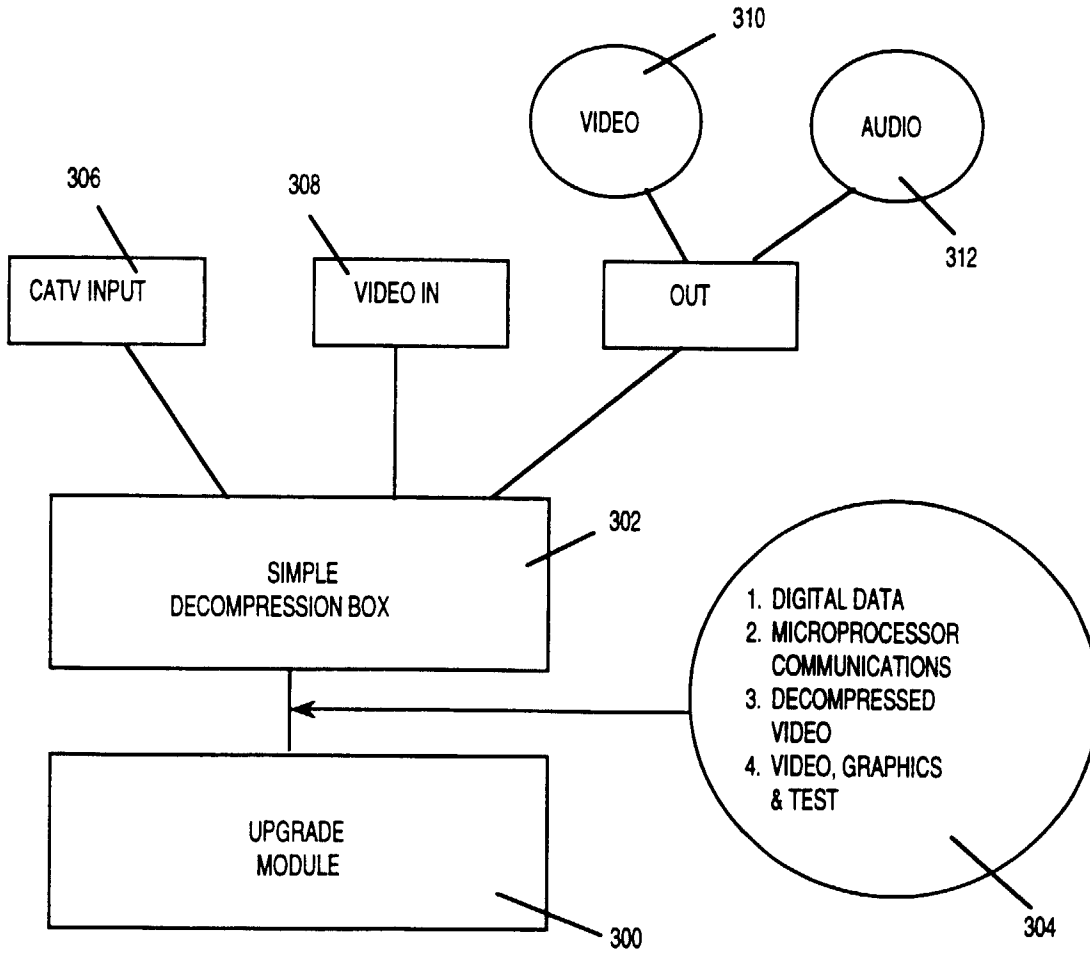 310
VIDEO
AUDIO
306
308
312
CATV INPUT
VIDEO IN
OUT
302
SIMPLE
DECOMPRESSION BOX
1. DIGITAL DATA
2. MICROPROCESSOR
COMMUNICATIONS
3. DECOMPRESSED
VIDEO
4. VIDEO, GRAPHICS
& TEST
UPGRADE
MODULE
300
304